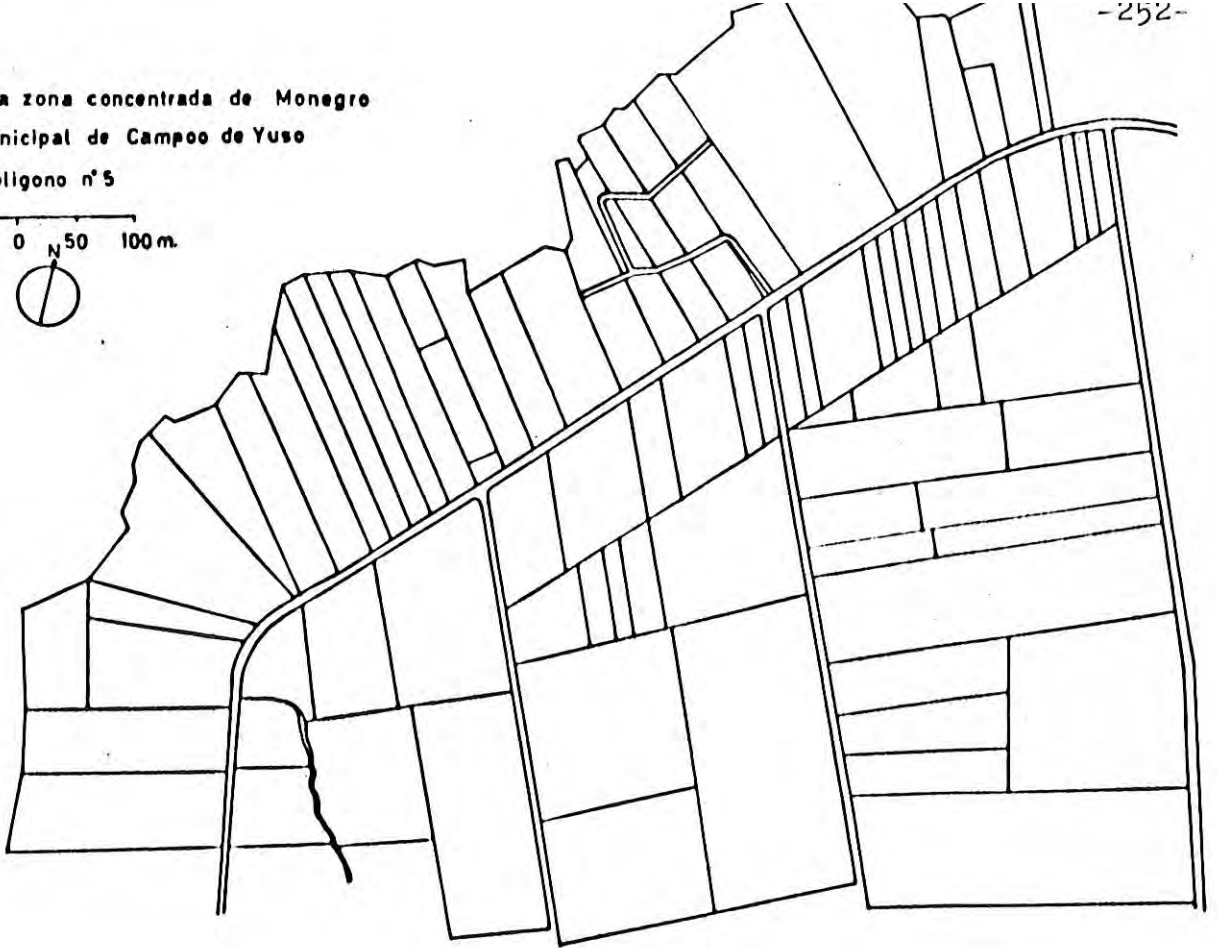 -252-
a zona concentrada de Monegro
nicipal de Campoo de Yuso
oligono n°5
0 50 100 m.
N